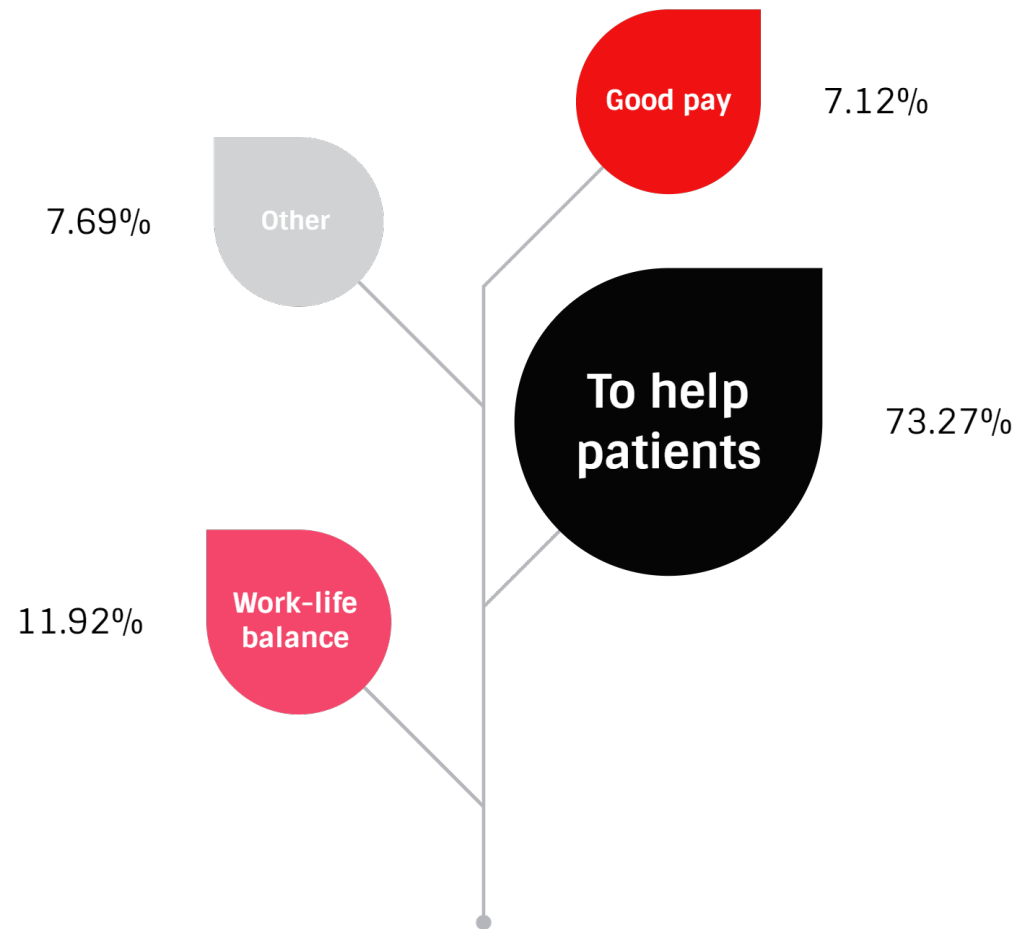 Good pay
7.12%
Other
7.69%
To help
patients
73.27%
Work-life
balance
11.92%